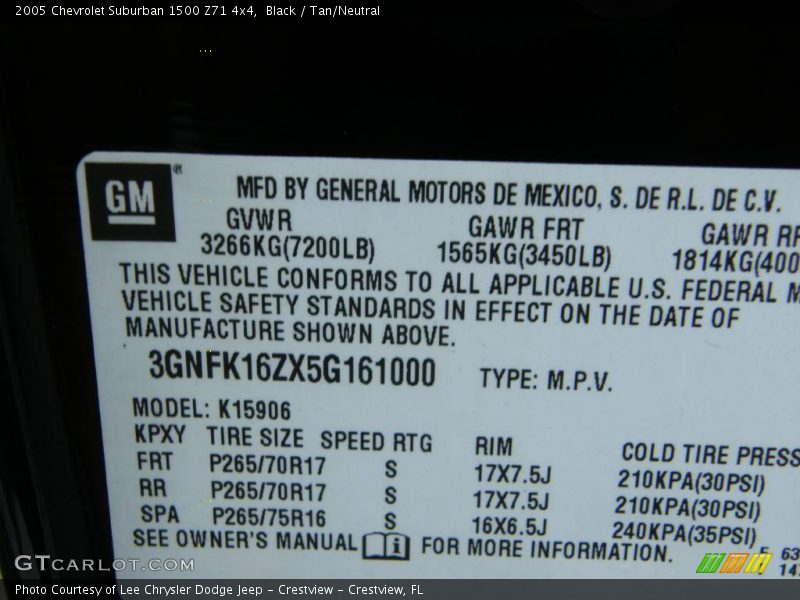 2005 Chevrolet Suburban 1500 Z71 4x4, Black / Tan/Neutral
GM®
MFD BY GENERAL MOTORS DE MEXICO, S. DE R.L. DE C.V.
GVWR GAWR FRT GAWR RR
3266KG(7200LB) 1565KG(3450LB) 1814KG(400
THIS VEHICLE CONFORMS TO ALL APPLICABLE U.S. FEDERAL M
VEHICLE SAFETY STANDARDS IN EFFECT ON THE DATE OF
MANUFACTURE SHOWN ABOVE.
3GNFK16ZX5G161000 TYPE: M.P.V.
MODEL: K15906
KPXY TIRE SIZE SPEED RTG RIM COLD TIRE PRESS
FRT P265/70R17 S 17X7.5J 210KPA(30PSI)
RR P265/70R17 S 17X7.5J 210KPA(30PSI)
SPA P265/75R16 S 16X6.5J 240KPA(35PSI)
SEE OWNER'S MANUAL i FOR MORE INFORMATION.
GTCARLOT.COM
Photo Courtesy of Lee Chrysler Dodge Jeep - Crestview - Crestview, FL